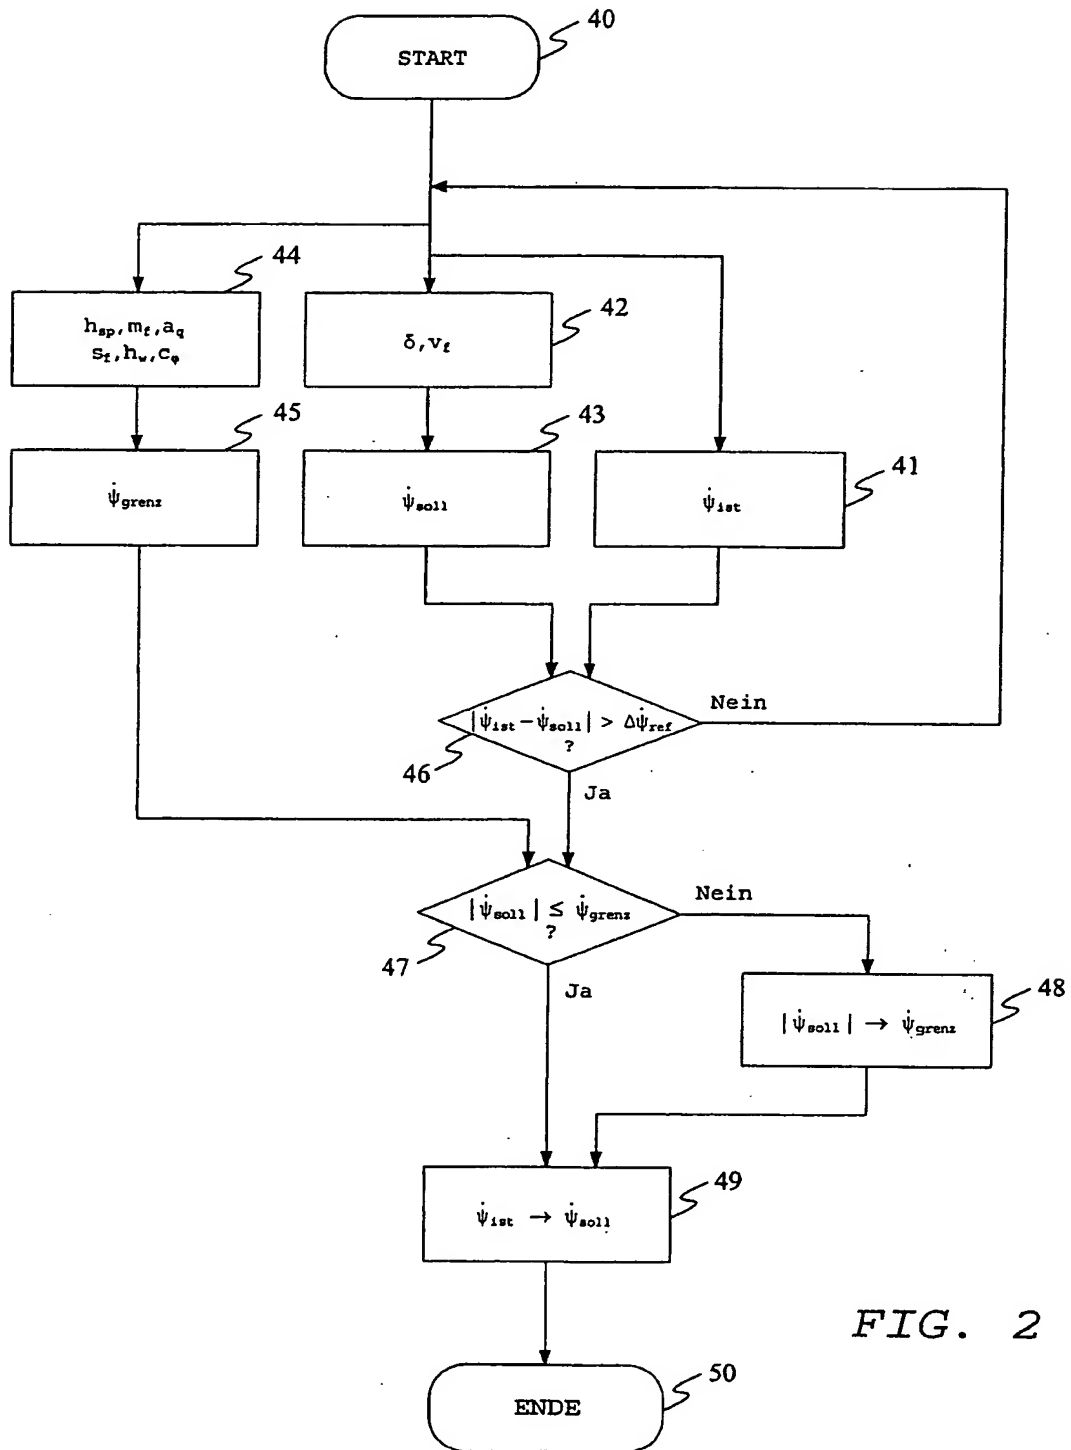 40
START
44
h_sp, m_f, a_q
s_f, h_w, c_φ
42
δ, v_f
45
ψ̇_grenz
43
ψ̇_soll
41
ψ̇_ist
|ψ̇_ist − ψ̇_soll| > Δψ̇_ref
?
Nein
46
Ja
|ψ̇_soll| ≤ ψ̇_grenz
?
Nein
47
Ja
48
|ψ̇_soll| → ψ̇_grenz
49
ψ̇_ist → ψ̇_soll
FIG. 2
50
ENDE